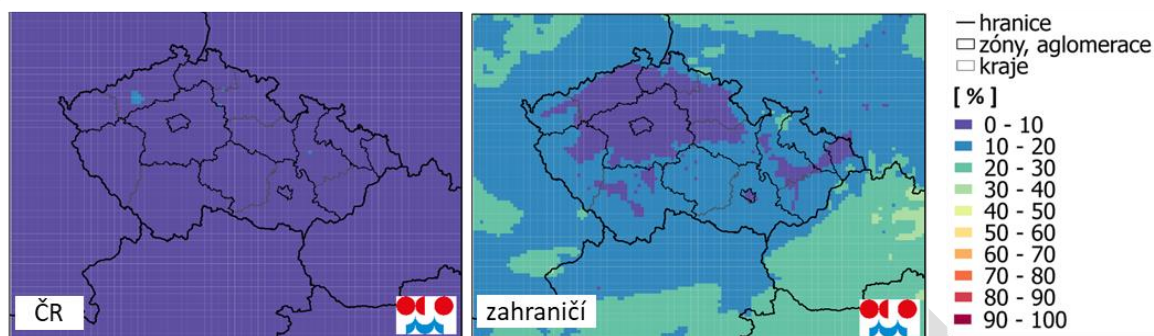 ČR
zahraničí
hranice
zóny, aglomerace
kraje
[ % ]
0 - 10
10 - 20
20 - 30
30 - 40
40 - 50
50 - 60
60 - 70
70 - 80
80 - 90
90 - 100